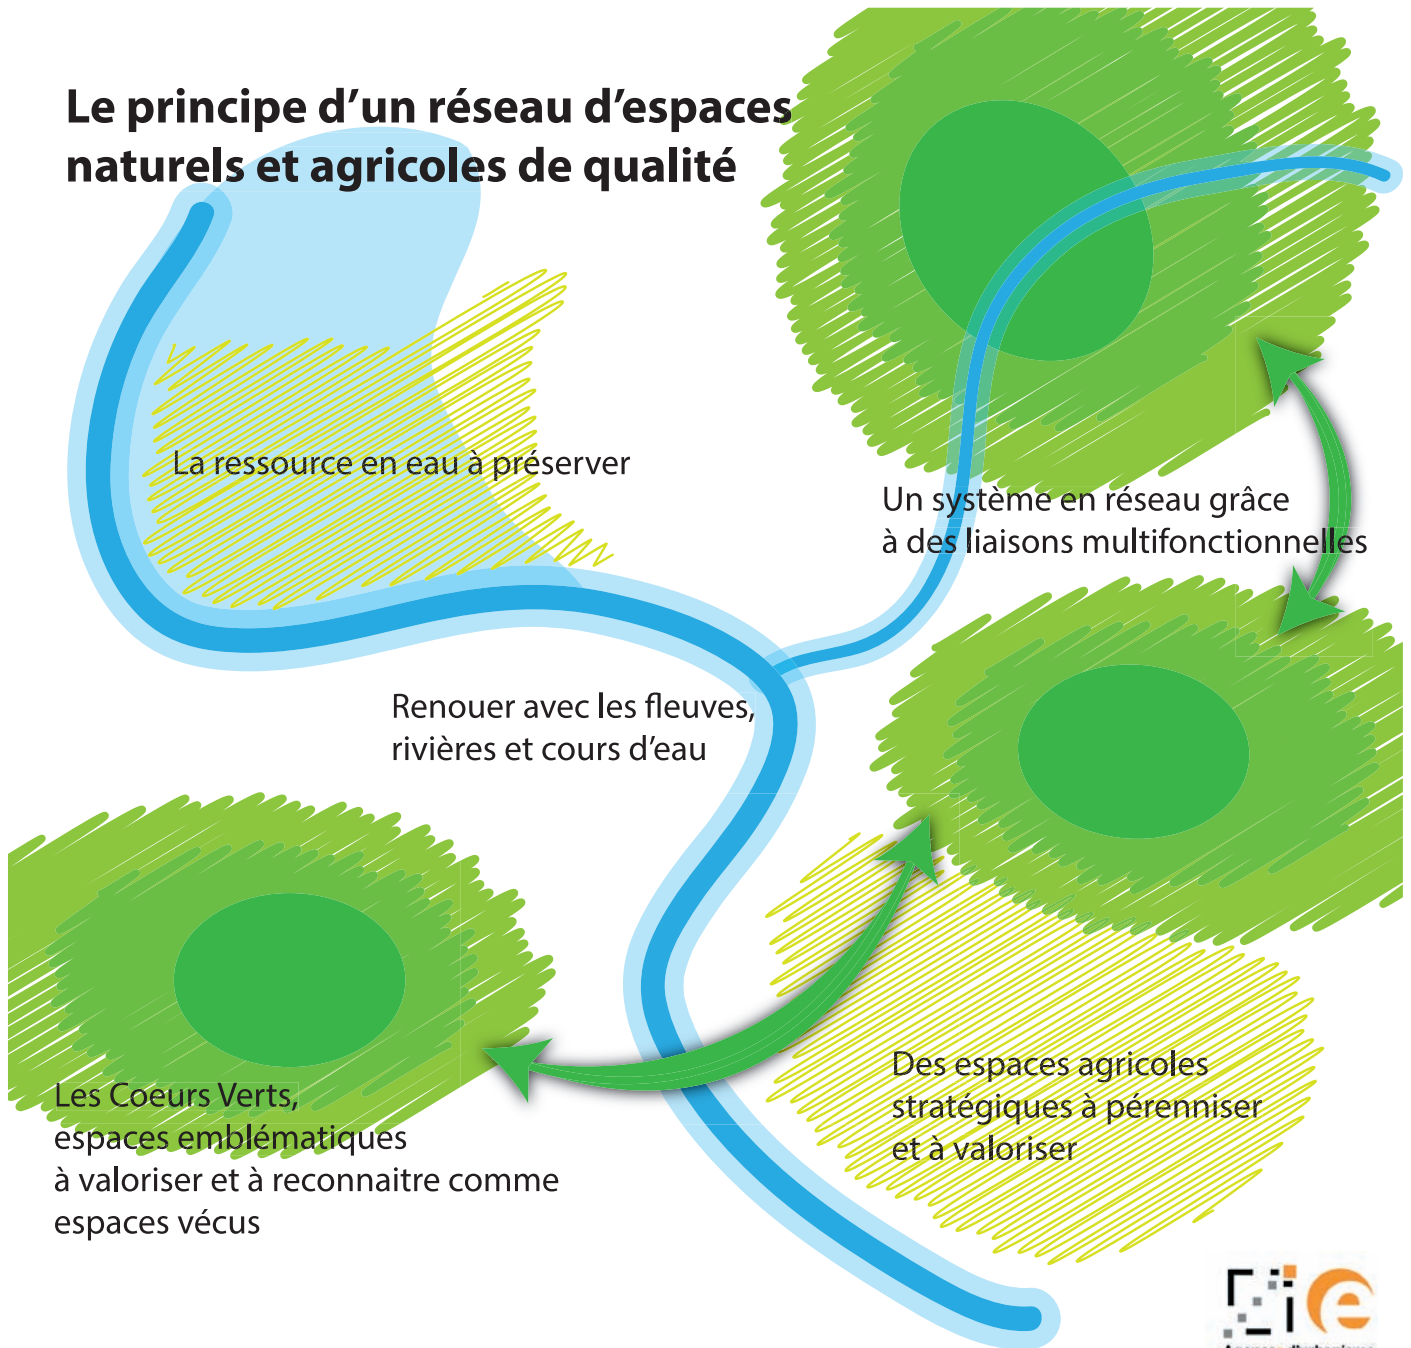 Le principe d’un réseau d’espaces
naturels et agricoles de qualité
La ressource en eau à préserver
Un système en réseau grâce
à des liaisons multifonctionnelles
Renouer avec les fleuves,
rivières et cours d’eau
Les Coeurs Verts,
espaces emblématiques
à valoriser et à reconnaitre comme
espaces vécus
Des espaces agricoles
stratégiques à pérenniser
et à valoriser